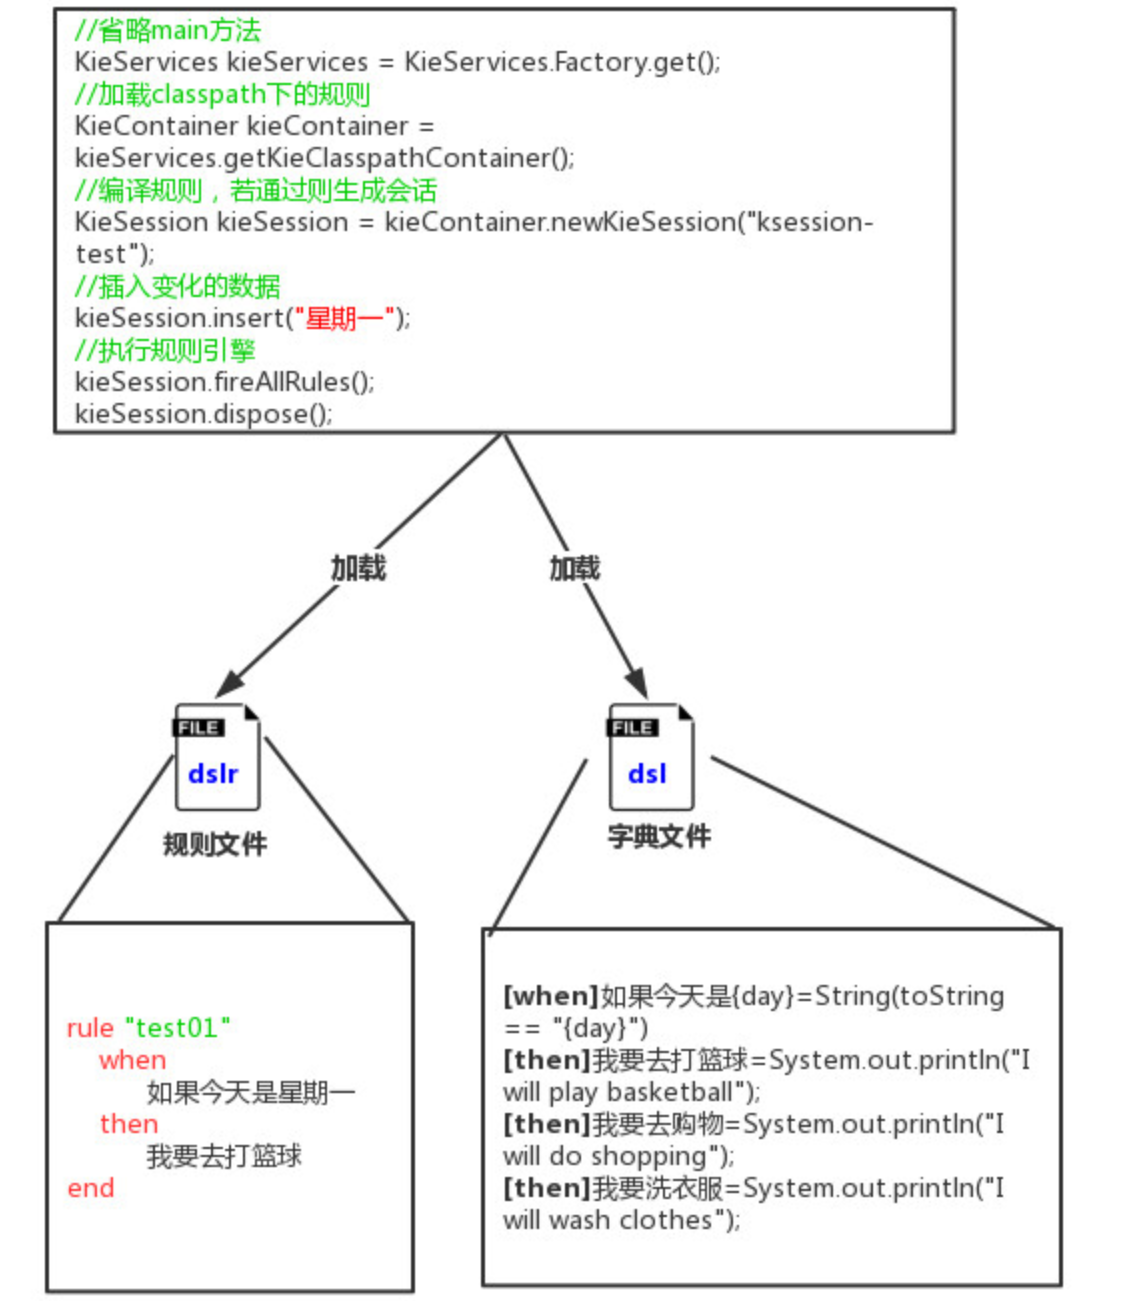 //省略main方法
KieServices kieServices = KieServices.Factory.get();
//加载classpath下的规则
KieContainer kieContainer =
kieServices.getKieClasspathContainer();
//编译规则，若通过则生成会话
KieSession kieSession = kieContainer.newKieSession("ksession-
test");
//插入变化的数据
kieSession.insert("星期一");
//执行规则引擎
kieSession.fireAllRules();
kieSession.dispose();
加载
加载
FILE
dslr
规则文件
FILE
dsl
字典文件
rule "test01"
when
如果今天是星期一
then
我要去打篮球
end
[when]如果今天是{day}=String(toString
== "{day}")
[then]我要去打篮球=System.out.println("I
will play basketball");
[then]我要去购物=System.out.println("I
will do shopping");
[then]我要洗衣服=System.out.println("I
will wash clothes");